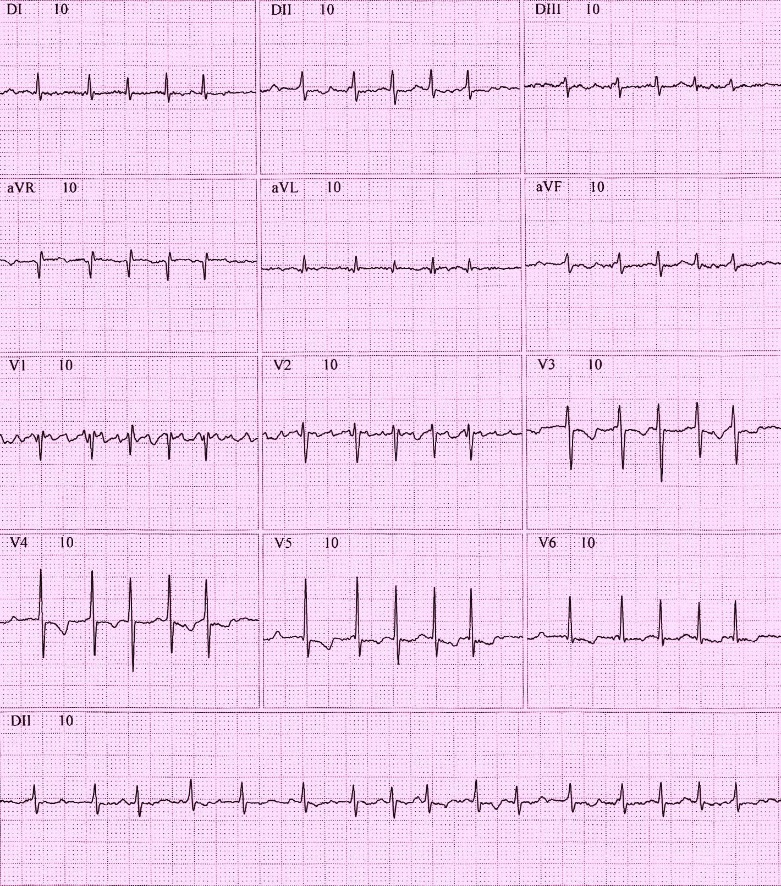 DI 10
DII 10
DIII 10
aVR 10
aVL 10
aVF 10
V1 10
V2 10
V3 10
V4 10
V5 10
V6 10
DII 10